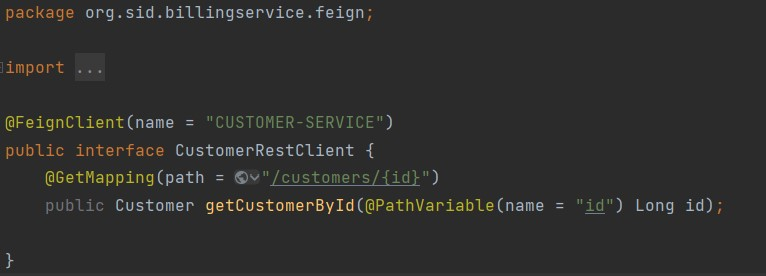 package org.sid.billingservice.feign;
import ...
@FeignClient(name = "CUSTOMER-SERVICE")
public interface CustomerRestClient {
@GetMapping(path = "/customers/{id}")
public Customer getCustomerById(@PathVariable(name = "id") Long id);
}